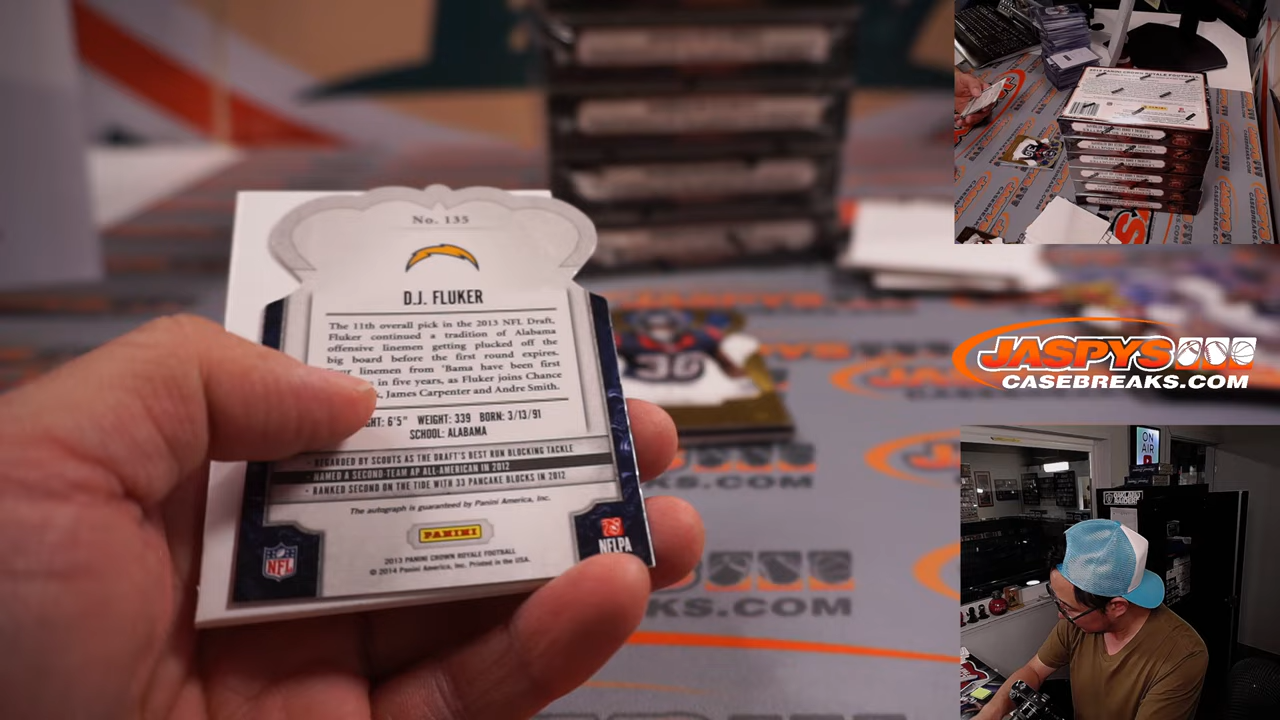 No. 135
D.J. FLUKER
The 11th overall pick in the 2013 NFL Draft,
Fluker continued a tradition of Alabama
offensive linemen getting plucked off the
big board before the first round expires.
linemen from 'Bama have been first
in five years, as Fluker joins Chance
James Carpenter and Andre Smith.
6'5" WEIGHT: 339 BORN: 3/13/91
SCHOOL: ALABAMA
• REGARDED BY SCOUTS AS THE DRAFT'S BEST RUN BLOCKING TACKLE
• NAMED A SECOND-TEAM AP ALL-AMERICAN IN 2012
• RANKED SECOND ON THE TIDE WITH 33 PANCAKE BLOCKS IN 2012
The autograph is guaranteed by Panini America, Inc.
PANINI
NFL
NFLPA
2013 PANINI CROWN ROYALE FOOTBALL
© 2014 Panini America, Inc. Printed in the USA.
30
JASPYS
CASEBREAKS.COM
ON
AIR